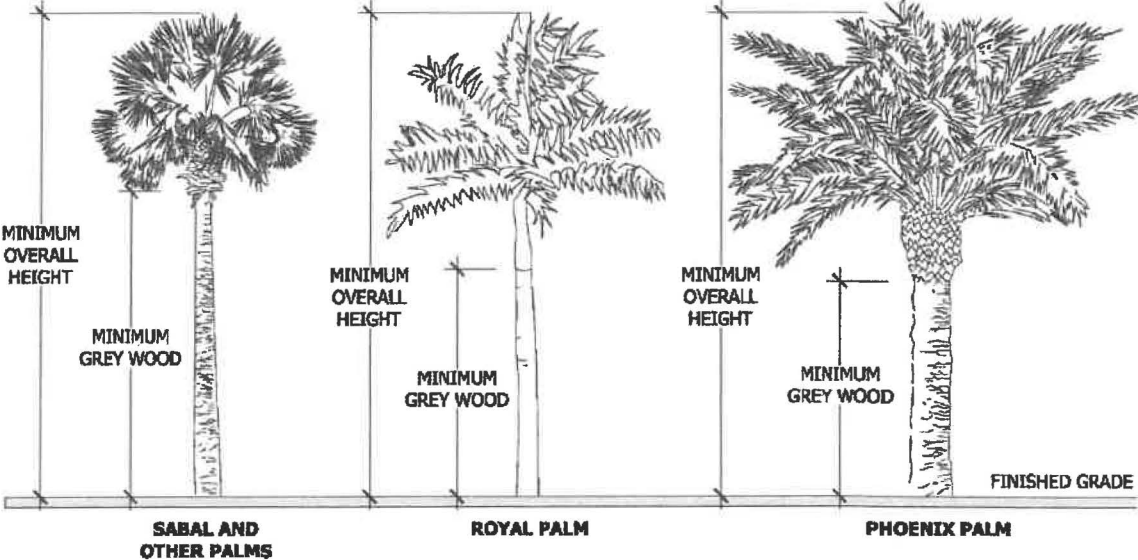 MINIMUM
OVERALL
HEIGHT
MINIMUM
GREY WOOD
SABAL AND
OTHER PALMS
MINIMUM
OVERALL
HEIGHT
MINIMUM
GREY WOOD
ROYAL PALM
MINIMUM
OVERALL
HEIGHT
MINIMUM
GREY WOOD
FINISHED GRADE
PHOENIX PALM